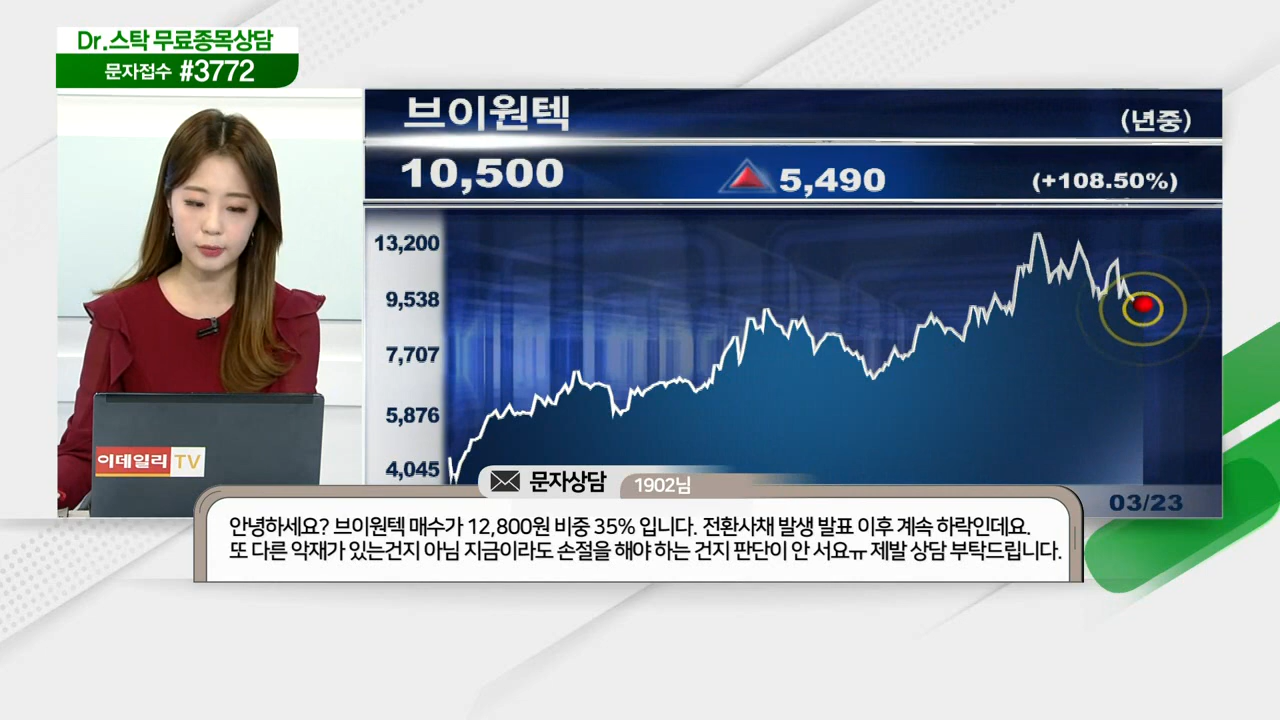 Dr.스탁 무료종목상담
문자접수 #3772
브이원텍
(년중)
10,500
5,490
(+108.50%)
13,200
9,538
7,707
5,876
4,045
03/23
이데일리 TV
문자상담
1902님
안녕하세요? 브이원텍 매수가 12,800원 비중 35% 입니다. 전환사채 발생 발표 이후 계속 하락인데요.
또 다른 악재가 있는건지 아님 지금이라도 손절을 해야 하는 건지 판단이 안 서요ㅠ 제발 상담 부탁드립니다.